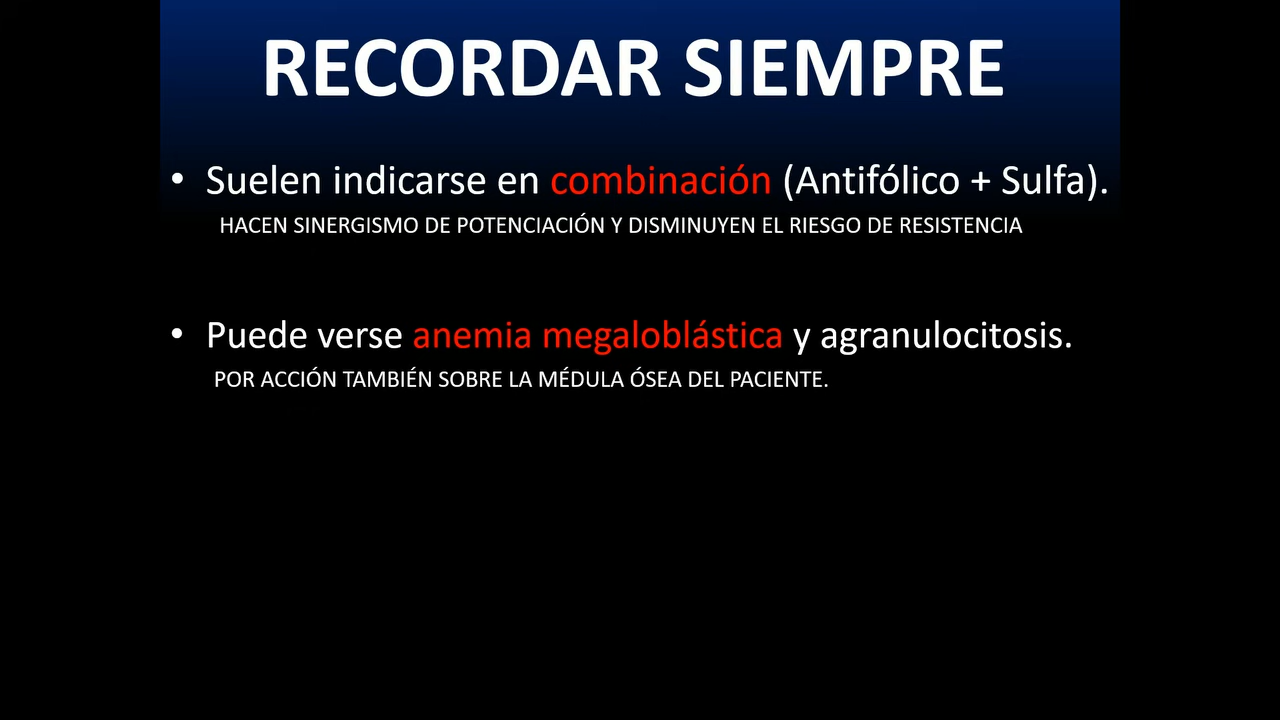 RECORDAR SIEMPRE
• Suelen indicarse en combinación (Antifólico + Sulfa).
HACEN SINERGISMO DE POTENCIACIÓN Y DISMINUYEN EL RIESGO DE RESISTENCIA
• Puede verse anemia megaloblástica y agranulocitosis.
POR ACCIÓN TAMBIÉN SOBRE LA MÉDULA ÓSEA DEL PACIENTE.